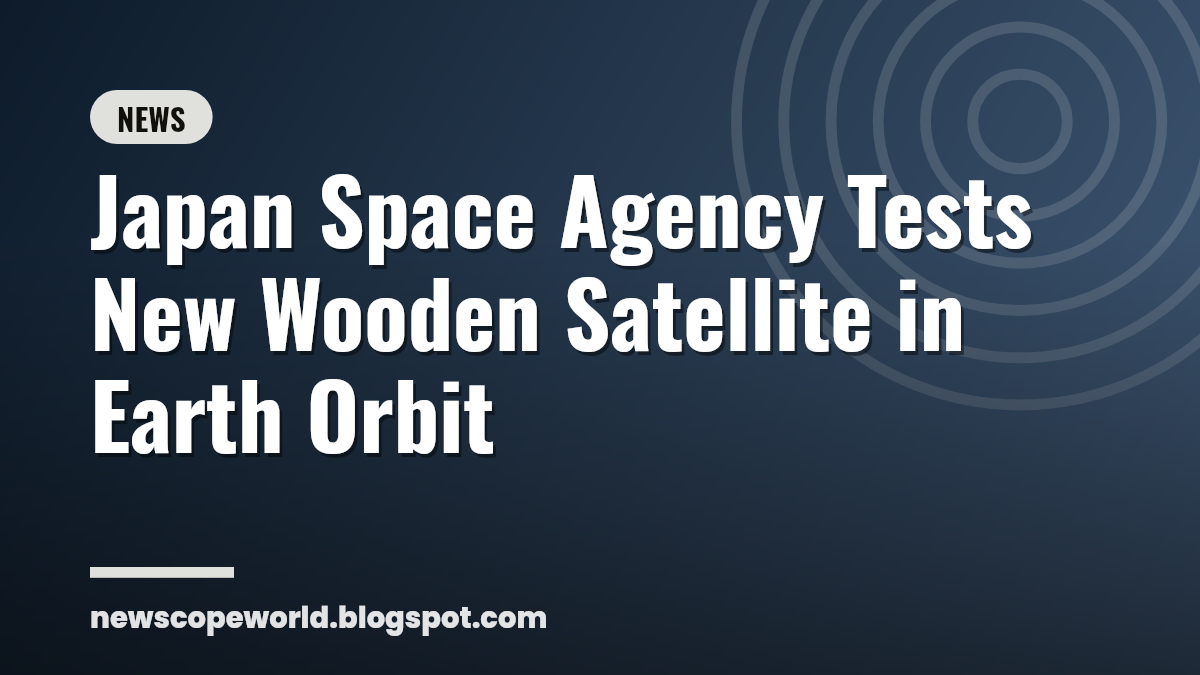 NEWS
Japan Space Agency Tests
New Wooden Satellite in
Earth Orbit
newscopeworld.blogspot.com